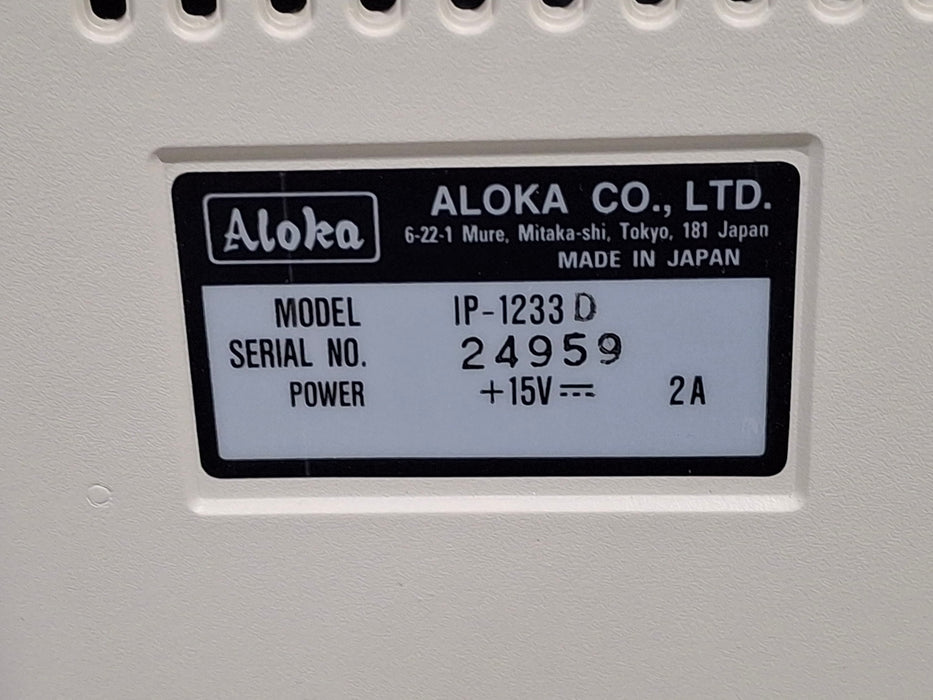 Aloka
ALOKA CO., LTD.
6-22-1 Mure, Mitaka-shi, Tokyo, 181 Japan
MADE IN JAPAN
MODEL IP-1233 D
SERIAL NO. 24959
POWER +15V⎓ 2A